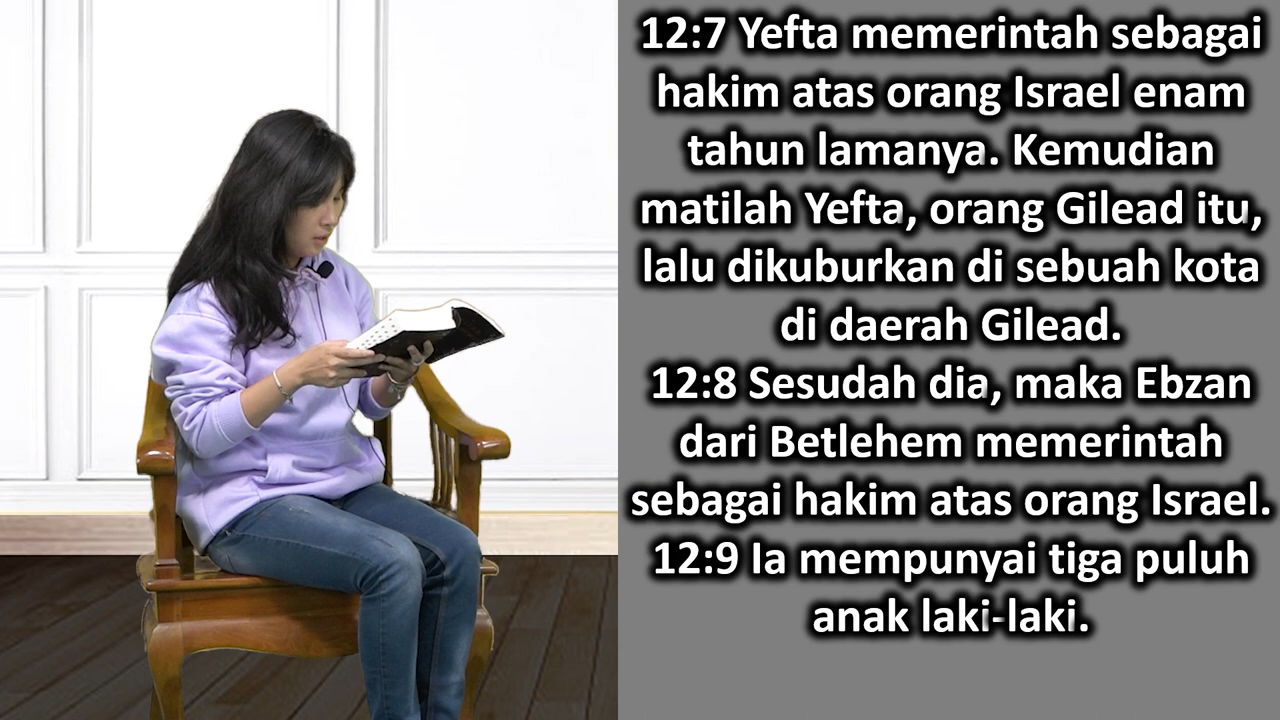 12:7 Yefta memerintah sebagai
hakim atas orang Israel enam
tahun lamanya. Kemudian
matilah Yefta, orang Gilead itu,
lalu dikuburkan di sebuah kota
di daerah Gilead.
12:8 Sesudah dia, maka Ebzan
dari Betlehem memerintah
sebagai hakim atas orang Israel.
12:9 Ia mempunyai tiga puluh
anak laki-laki.